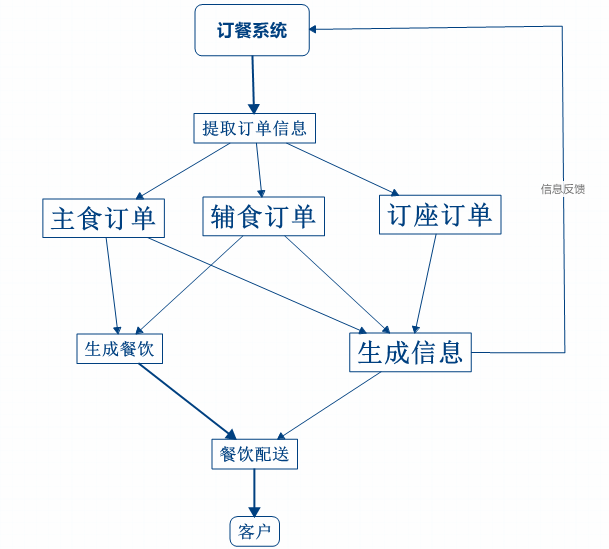 订餐系统
提取订单信息
主食订单
辅食订单
订座订单
信息反馈
生成餐饮
生成信息
餐饮配送
客户